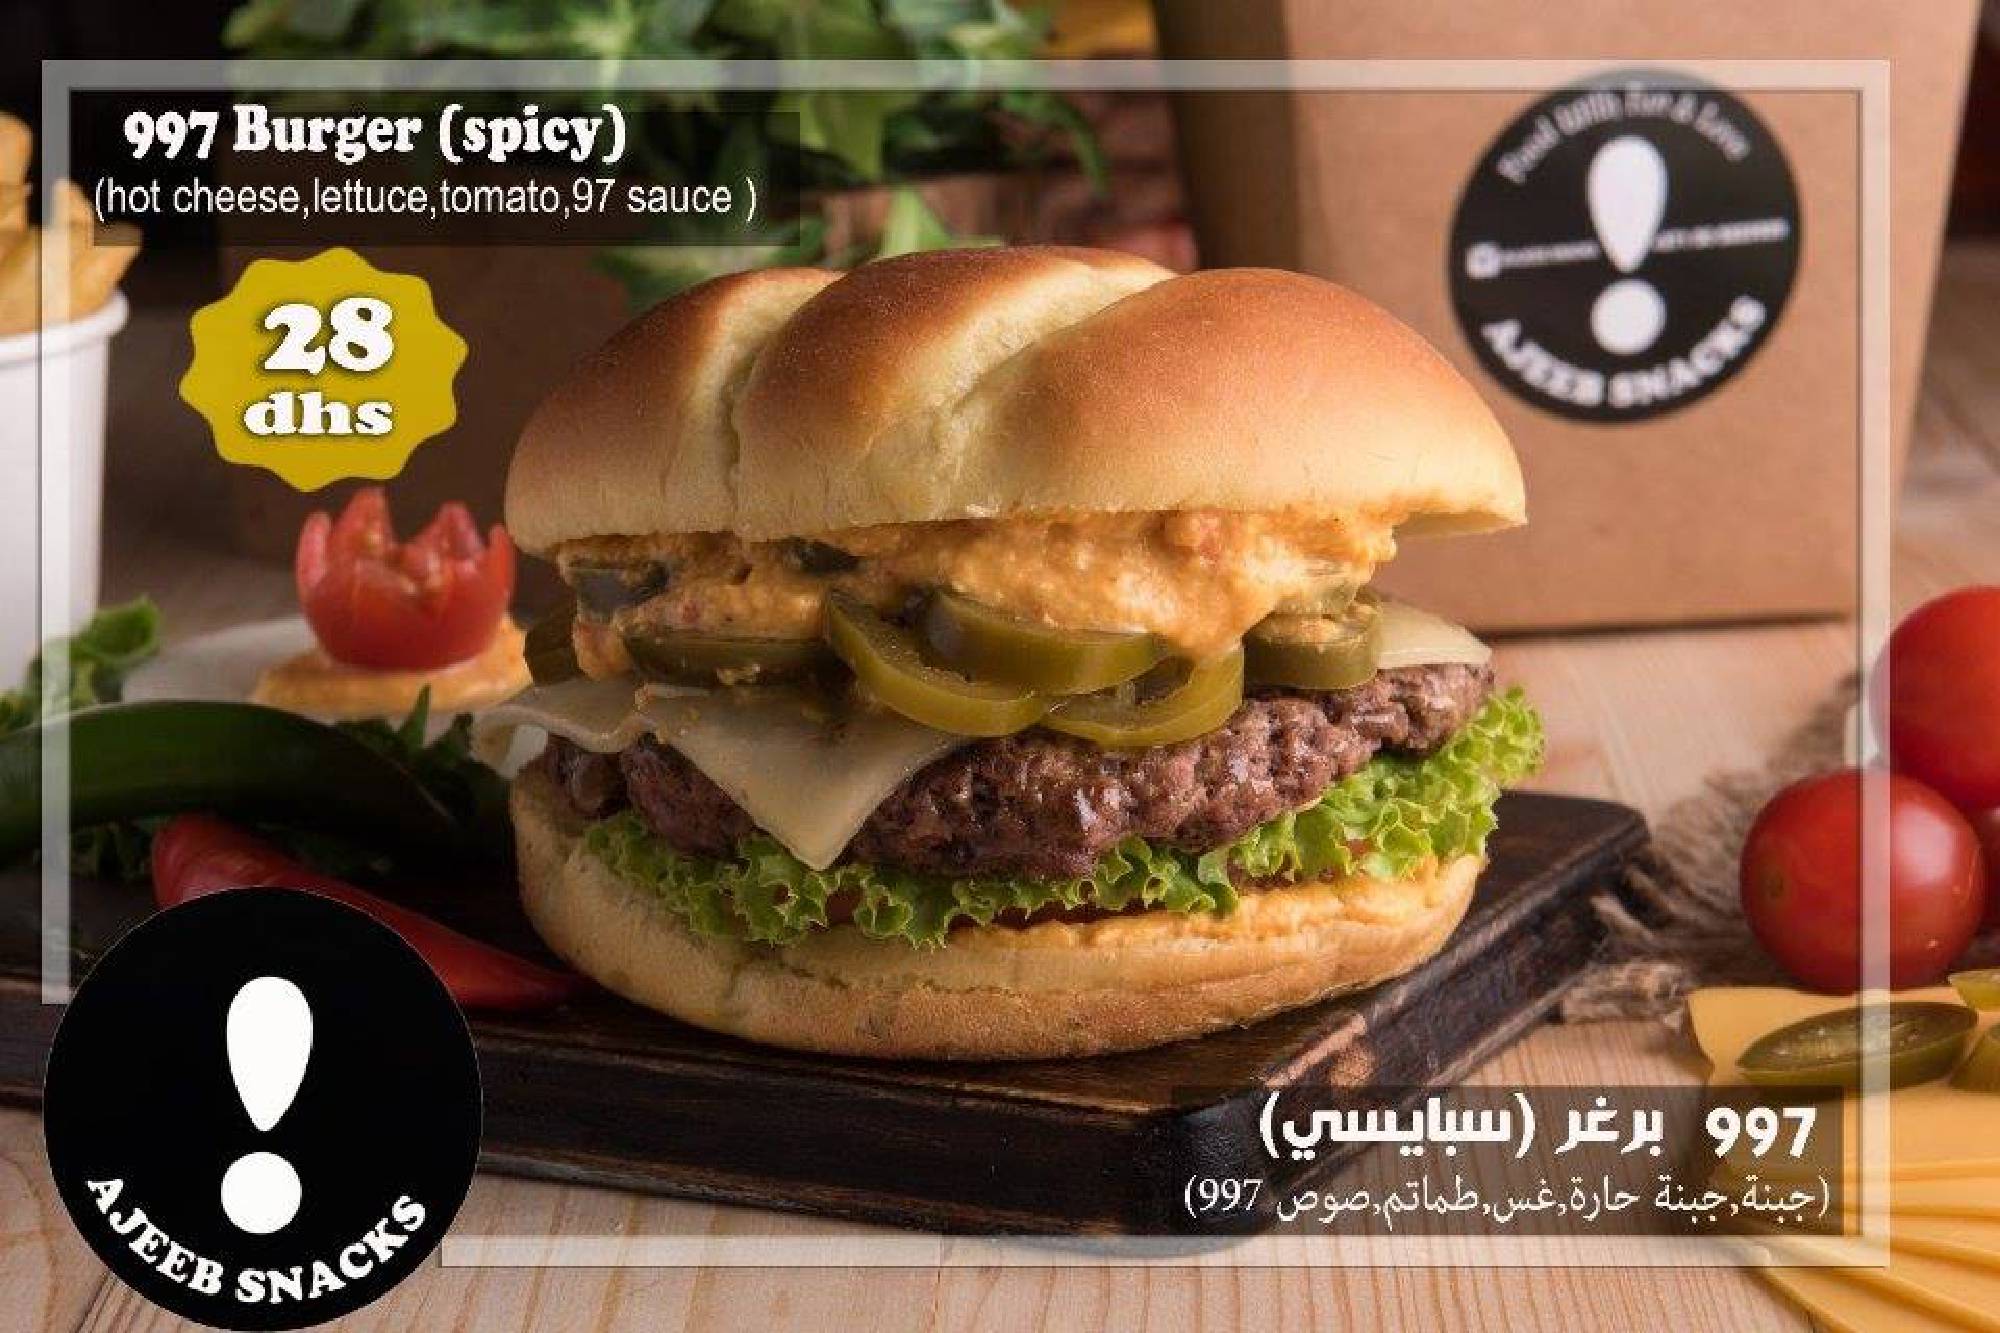 997 Burger (spicy)
(hot cheese,lettuce,tomato,97 sauce )
28
dhs
Food with Fun & Love
AJEEB SNACKS
997 برغر (سبايسي)
(جبنة,جبنة حارة,غس,طماتم,صوص 997)
AJEEB SNACKS